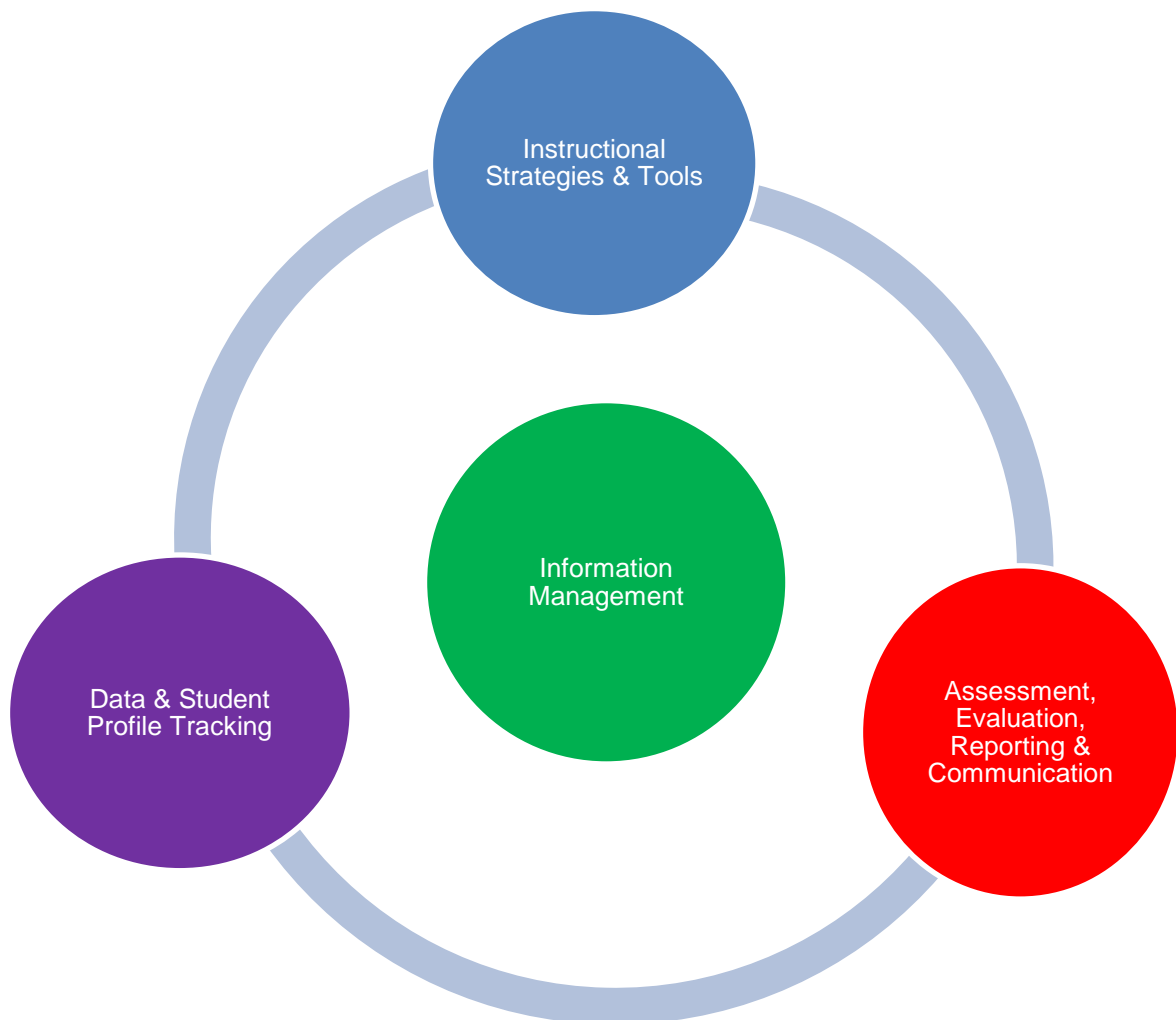 Instructional
Strategies & Tools
Information
Management
Data & Student
Profile Tracking
Assessment,
Evaluation,
Reporting &
Communication